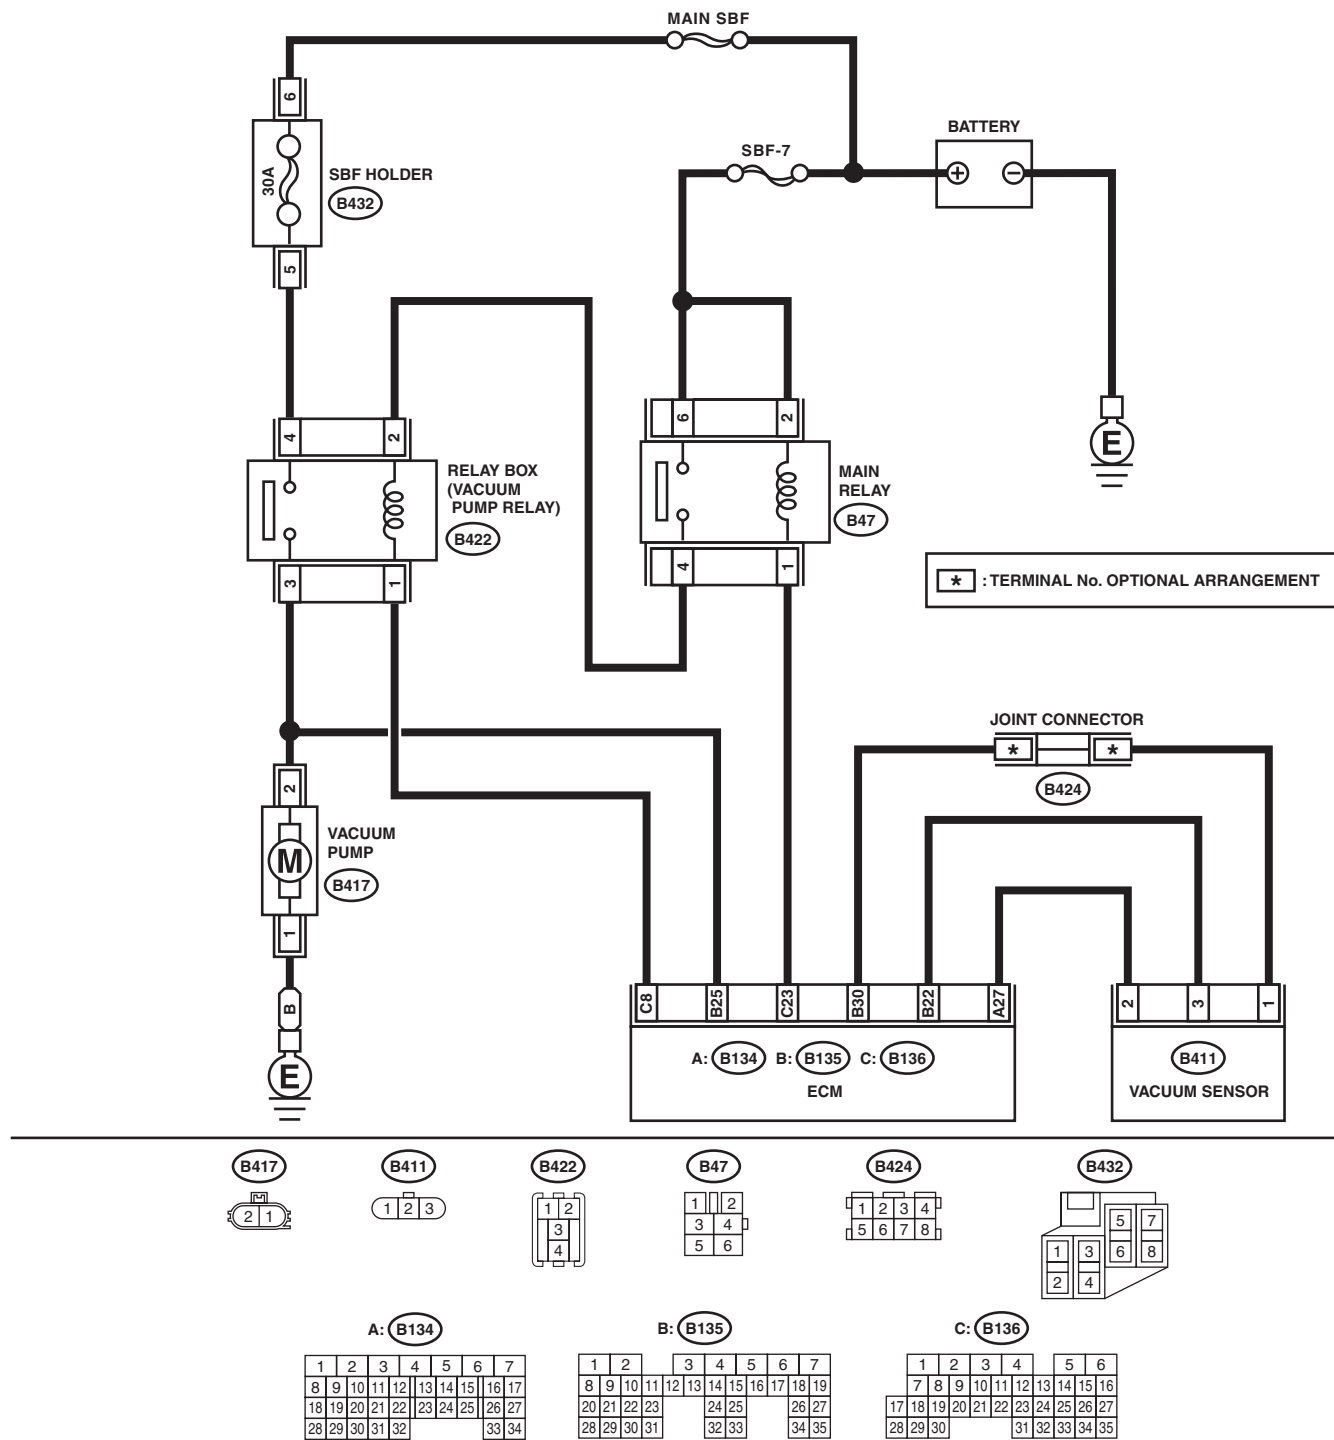 MAIN SBF
6
BATTERY
SBF-7
30A
SBF HOLDER
B432
+ −
5
4 2
6 2
E
RELAY BOX
(VACUUM
PUMP RELAY)
B422
MAIN
RELAY
B47
3 1
4 1
* : TERMINAL No. OPTIONAL ARRANGEMENT
JOINT CONNECTOR
* *
B424
2
M
VACUUM
PUMP
B417
1
B
E
C8 B25 C23 B30 B22 A27
2 3 1
A: B134 B: B135 C: B136
ECM
B411
VACUUM SENSOR
B417 B411 B422 B47 B424 B432
2 1
1 2 3
1 2
3
4
1 2
3 4
5 6
1 2 3 4
5 6 7 8
5 7
6 8
1 3
2 4
A: B134
1 2 3 4 5 6 7
8 9 10 11 12 13 14 15 16 17
18 19 20 21 22 23 24 25 26 27
28 29 30 31 32 33 34
B: B135
1 2 3 4 5 6 7
8 9 10 11 12 13 14 15 16 17 18 19
20 21 22 23 24 25 26 27
28 29 30 31 32 33 34 35
C: B136
1 2 3 4 5 6
7 8 9 10 11 12 13 14 15 16
17 18 19 20 21 22 23 24 25 26 27
28 29 30 31 32 33 34 35